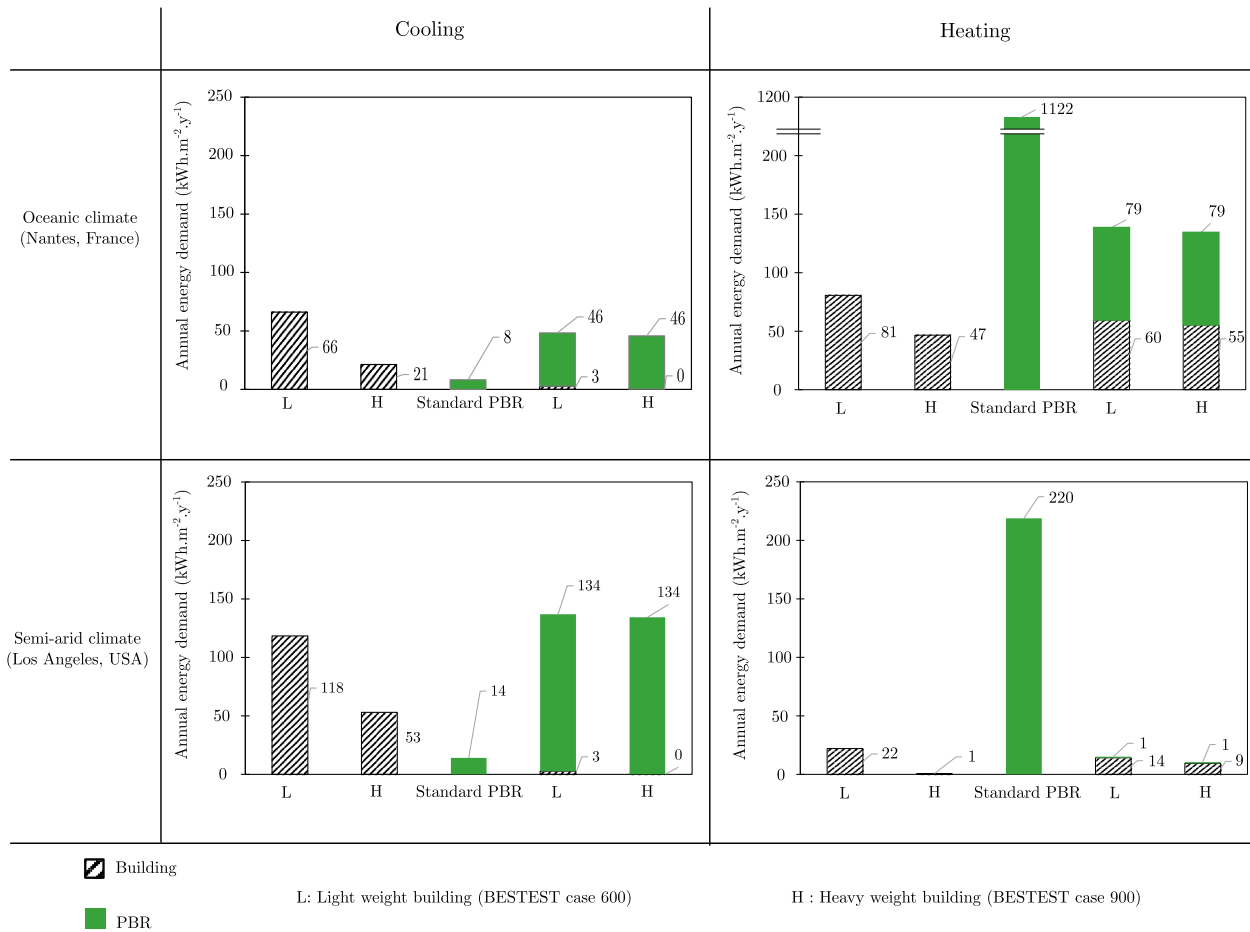 Cooling
Heating
Oceanic climate
(Nantes, France)
Annual energy demand (kWh.m-2.y-1)
250
200
150
100
50
0
66
21
8
46
3
46
0
L
H
Standard PBR
L
H
Annual energy demand (kWh.m-2.y-1)
1200
200
150
100
50
0
81
47
1122
79
60
79
55
L
H
Standard PBR
L
H
Semi-arid climate
(Los Angeles, USA)
Annual energy demand (kWh.m-2.y-1)
250
200
150
100
50
0
118
53
14
134
3
134
0
L
H
Standard PBR
L
H
Annual energy demand (kWh.m-2.y-1)
250
200
150
100
50
0
22
1
220
1
14
1
9
L
H
Standard PBR
L
H
Building
PBR
L: Light weight building (BESTEST case 600)
H : Heavy weight building (BESTEST case 900)